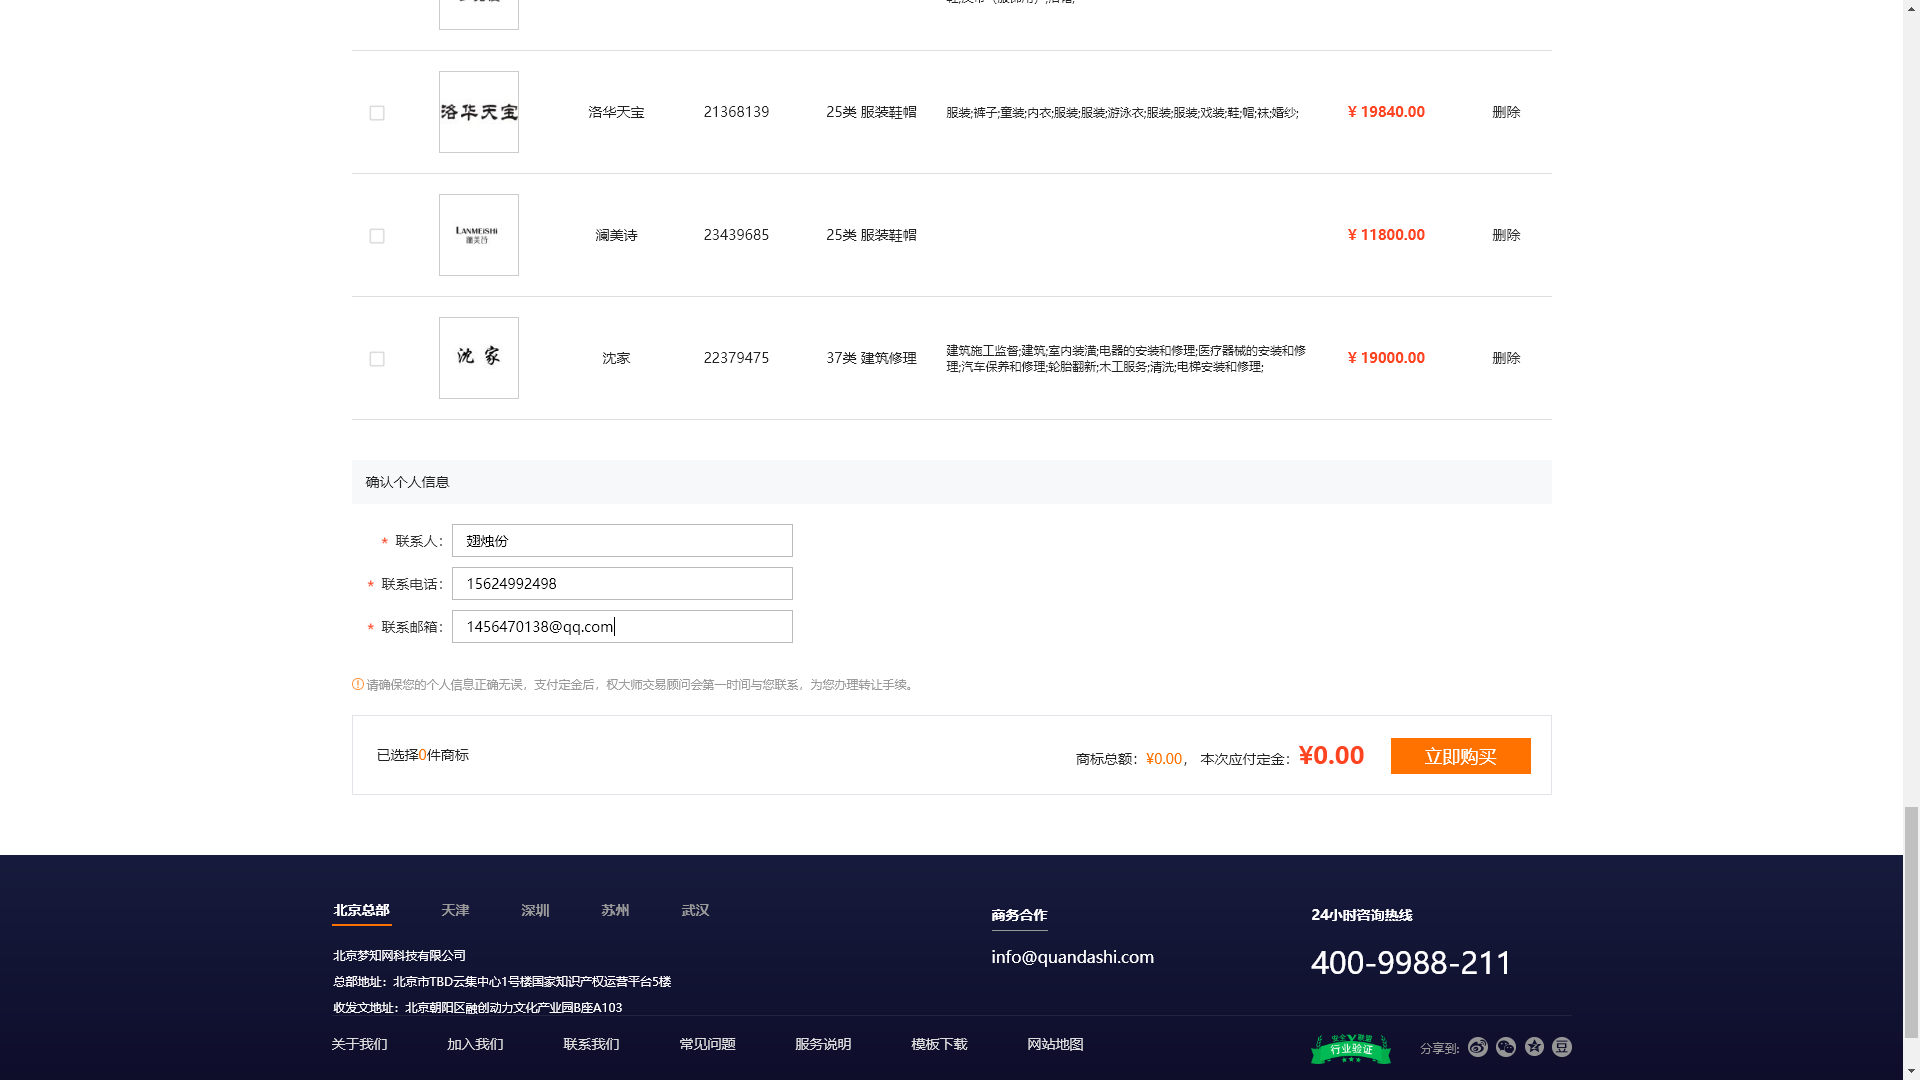 洛华天宝
洛华天宝
21368139
25类 服装鞋帽
服装;裤子;童装;内衣;服装;服装;游泳衣;服装;服装;戏装;鞋;帽;袜;婚纱;
¥ 19840.00
删除
LANMEISHI
澜美诗
澜美诗
23439685
25类 服装鞋帽
¥ 11800.00
删除
沈 家
沈家
22379475
37类 建筑修理
建筑施工监督;建筑;室内装潢;电器的安装和修理;医疗器械的安装和修
理;汽车保养和修理;轮胎翻新;木工服务;清洗;电梯安装和修理;
¥ 19000.00
删除
确认个人信息
* 联系人: 翅烛份
* 联系电话: 15624992498
* 联系邮箱: 1456470138@qq.com
请确保您的个人信息正确无误，支付定金后，权大师交易顾问会第一时间与您联系，为您办理转让手续。
已选择0件商标
商标总额：¥0.00， 本次应付定金：¥0.00
立即购买
北京总部
天津
深圳
苏州
武汉
北京梦知网科技有限公司
总部地址：北京市TBD云集中心1号楼国家知识产权运营平台5楼
收发文地址：北京朝阳区融创动力文化产业园B座A103
商务合作
info@quandashi.com
24小时咨询热线
400-9988-211
关于我们
加入我们
联系我们
常见问题
服务说明
模板下载
网站地图
安全联盟
行业验证
分享到:
豆